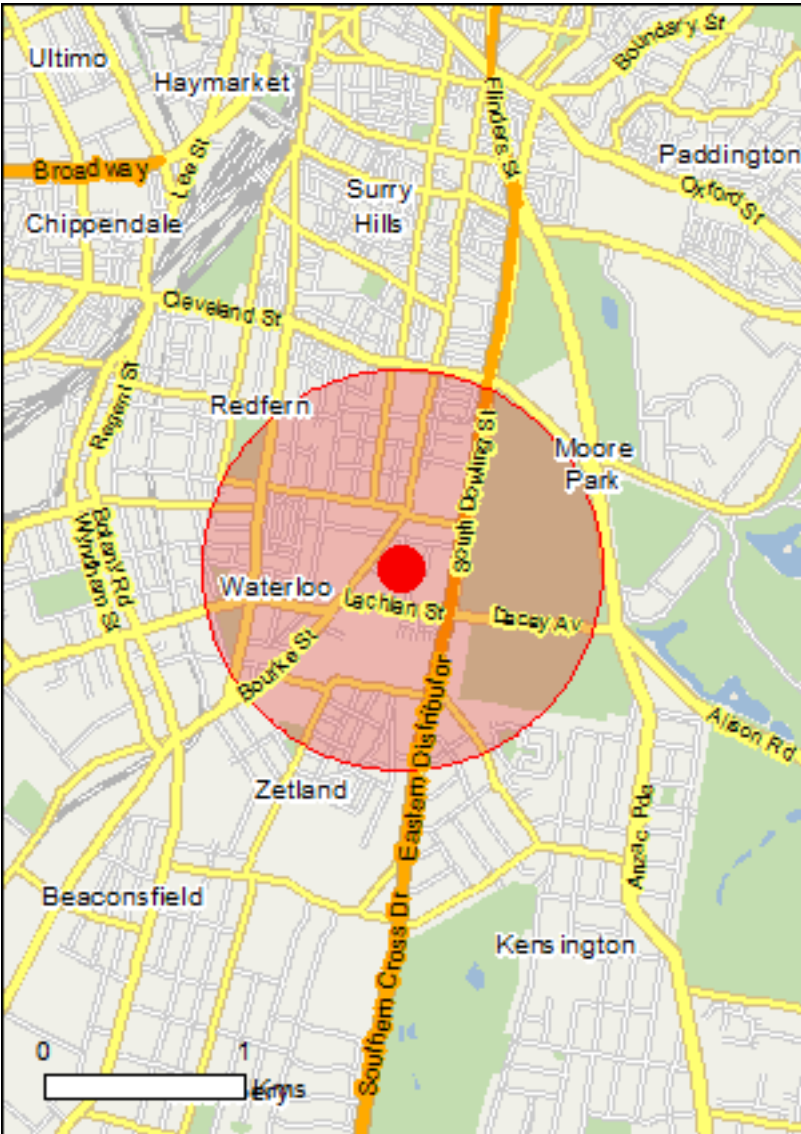 Boundary St
Ultimo
Haymarket
Flinders St
Paddington
Broadway
Lee St
Surry
Hills
Oxford St
Chippendale
Cleveland St
Regent St
Redfern
South Dowling St
Moore
Park
Botany Rd
Wyndham St
Waterloo
Lachlan St
Dacey Av
Bourke St
Eastern Distributor
Alison Rd
Zetland
Anzac Pde
Beaconsfield
Kensington
Southern Cross Dr
0 1
Kms